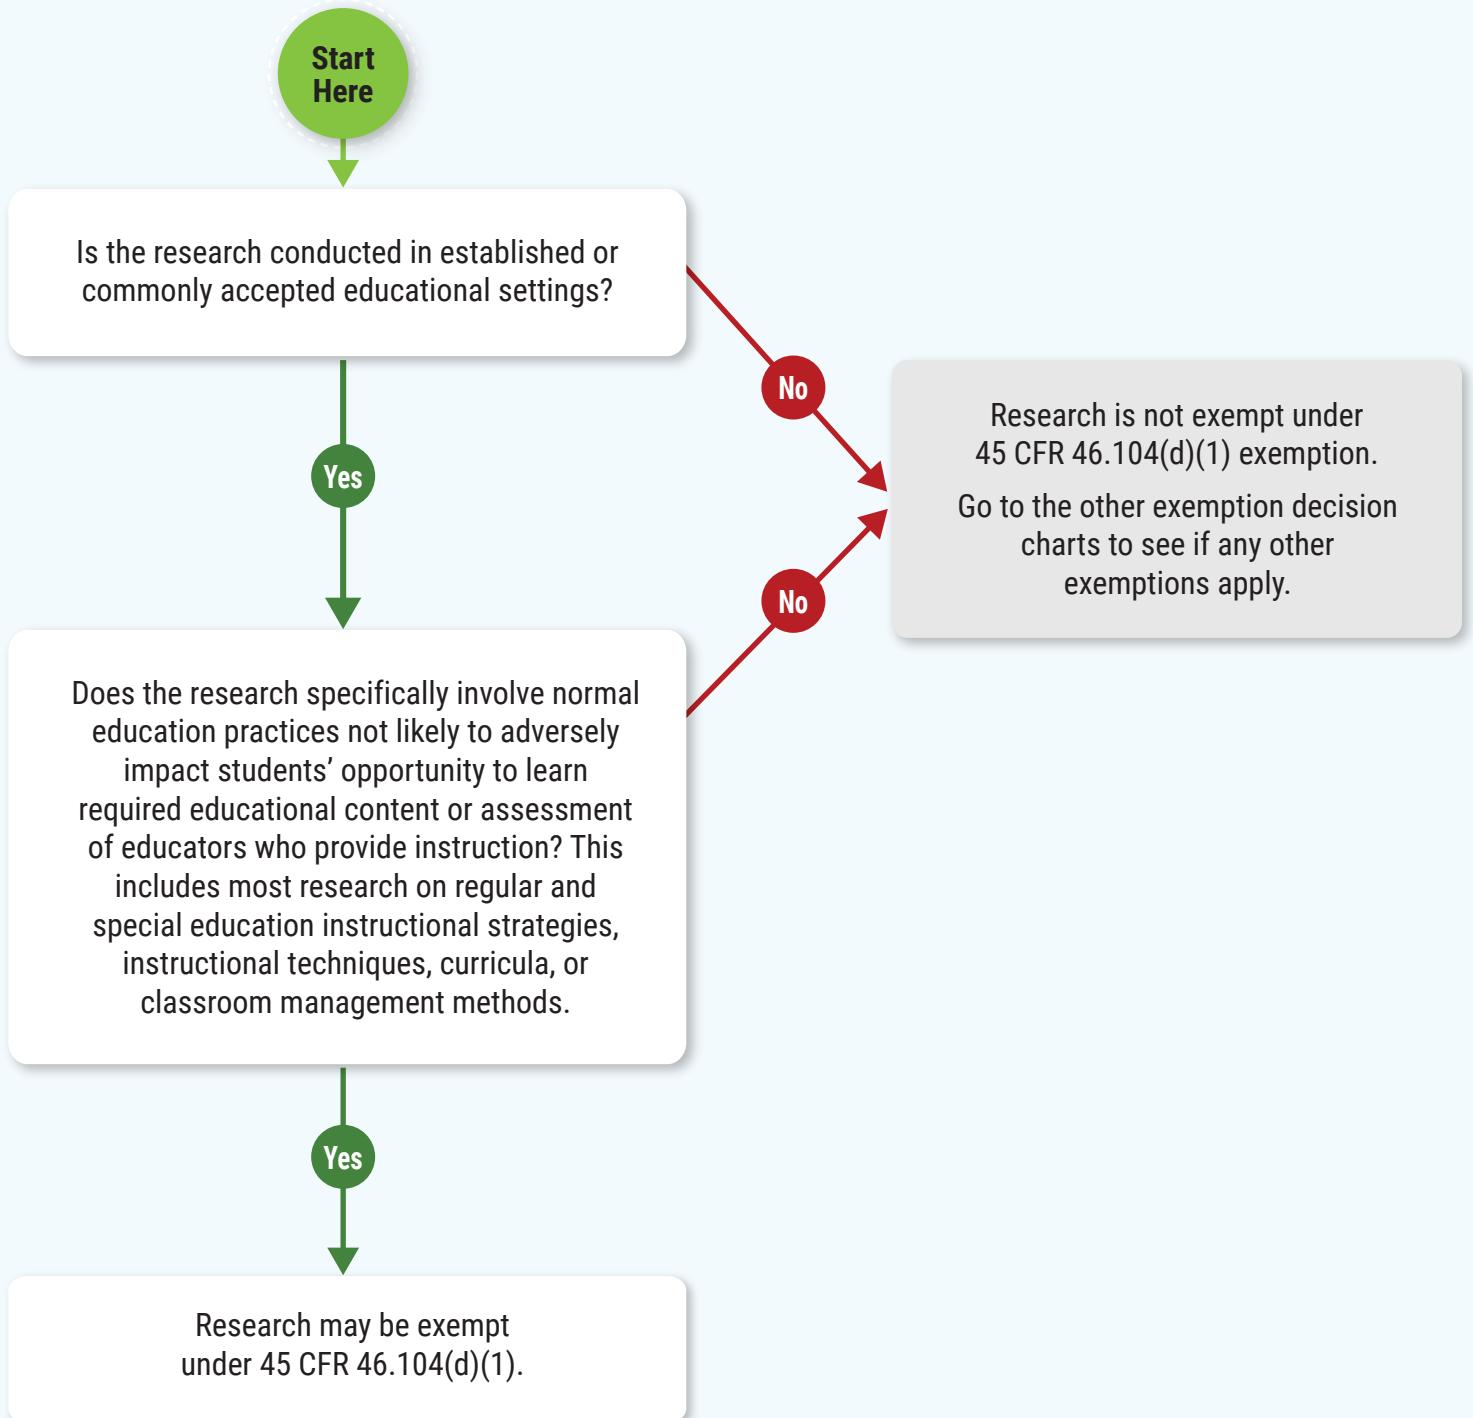 Start
Here
Is the research conducted in established or
commonly accepted educational settings?
No
Research is not exempt under
45 CFR 46.104(d)(1) exemption.
Go to the other exemption decision
charts to see if any other
exemptions apply.
Yes
No
Does the research specifically involve normal
education practices not likely to adversely
impact students’ opportunity to learn
required educational content or assessment
of educators who provide instruction? This
includes most research on regular and
special education instructional strategies,
instructional techniques, curricula, or
classroom management methods.
Yes
Research may be exempt
under 45 CFR 46.104(d)(1).